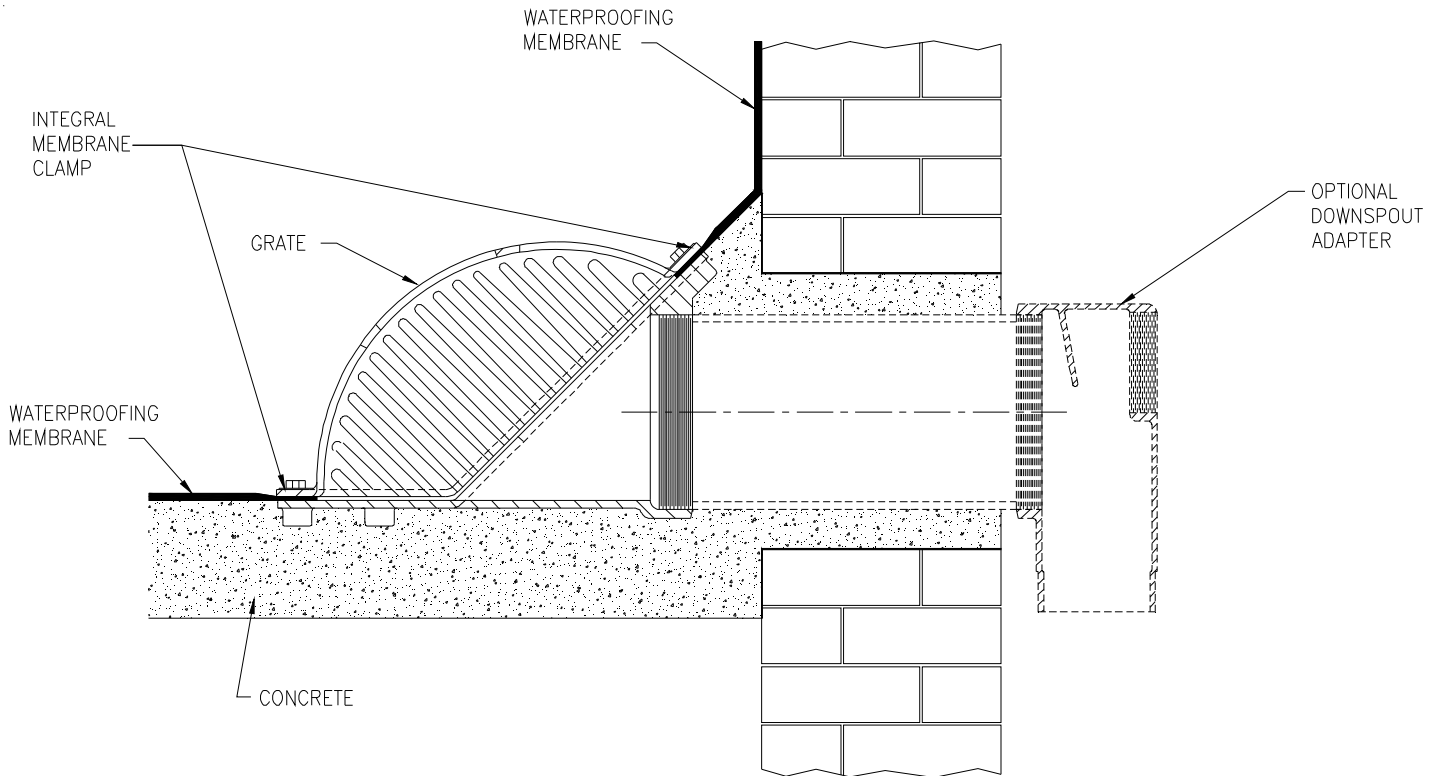 WATERPROOFING
MEMBRANE
INTEGRAL
MEMBRANE
CLAMP
OPTIONAL
DOWNSPOUT
ADAPTER
GRATE
WATERPROOFING
MEMBRANE
CONCRETE